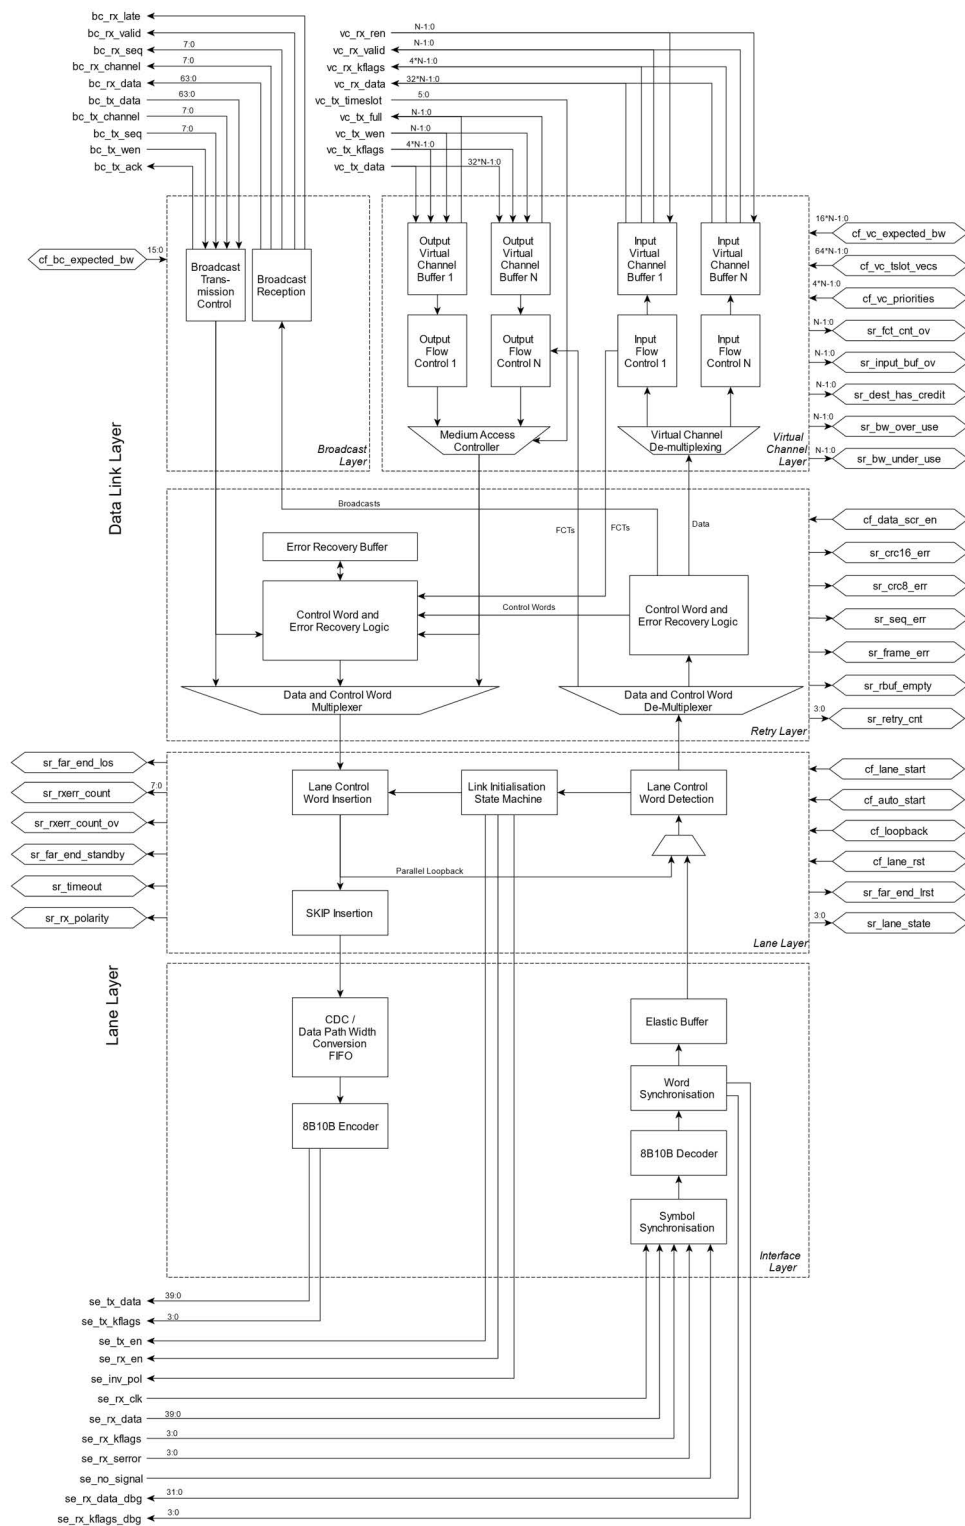 bc_rx_late
bc_rx_valid
bc_rx_seq
7:0
bc_rx_channel
7:0
bc_rx_data
63:0
bc_tx_data
63:0
bc_tx_channel
7:0
bc_tx_seq
7:0
bc_tx_wen
bc_tx_ack
vc_rx_ren
N-1:0
vc_rx_valid
N-1:0
vc_rx_kflags
4*N-1:0
vc_rx_data
32*N-1:0
vc_tx_timeslot
5:0
vc_tx_full
N-1:0
vc_tx_wen
N-1:0
vc_tx_kflags
4*N-1:0
vc_tx_data
32*N-1:0
Data Link Layer
cf_bc_expected_bw
15:0
Broadcast
Trans-
mission
Control
Broadcast
Reception
Broadcast
Layer
Output
Virtual
Channel
Buffer 1
Output
Virtual
Channel
Buffer N
Input
Virtual
Channel
Buffer 1
Input
Virtual
Channel
Buffer N
Output
Flow
Control 1
Output
Flow
Control N
Input
Flow
Control 1
Input
Flow
Control N
Medium Access
Controller
Virtual Channel
De-multiplexing
Virtual
Channel
Layer
16*N-1:0
cf_vc_expected_bw
64*N-1:0
cf_vc_tslot_vecs
4*N-1:0
cf_vc_priorities
N-1:0
sr_fct_cnt_ov
N-1:0
sr_input_buf_ov
N-1:0
sr_dest_has_credit
N-1:0
sr_bw_over_use
N-1:0
sr_bw_under_use
Broadcasts
FCTs
FCTs
Data
Error Recovery Buffer
Control Word and
Error Recovery Logic
Control Words
Control Word and
Error Recovery Logic
Data and Control Word
Multiplexer
Data and Control Word
De-Multiplexer
Retry Layer
cf_data_scr_en
sr_crc16_err
sr_crc8_err
sr_seq_err
sr_frame_err
sr_rbuf_empty
3:0
sr_retry_cnt
Lane Layer
sr_far_end_los
7:0
sr_rxerr_count
sr_rxerr_count_ov
sr_far_end_standby
sr_timeout
sr_rx_polarity
Lane Control
Word Insertion
Link Initialisation
State Machine
Lane Control
Word Detection
Parallel Loopback
SKIP Insertion
Lane Layer
cf_lane_start
cf_auto_start
cf_loopback
cf_lane_rst
sr_far_end_lrst
3:0
sr_lane_state
CDC /
Data Path Width
Conversion
FIFO
8B10B Encoder
Elastic Buffer
Word
Synchronisation
8B10B Decoder
Symbol
Synchronisation
Interface
Layer
se_tx_data
39:0
se_tx_kflags
3:0
se_tx_en
se_rx_en
se_inv_pol
se_rx_clk
se_rx_data
39:0
se_rx_kflags
3:0
se_rx_serror
3:0
se_no_signal
se_rx_data_dbg
31:0
se_rx_kflags_dbg
3:0